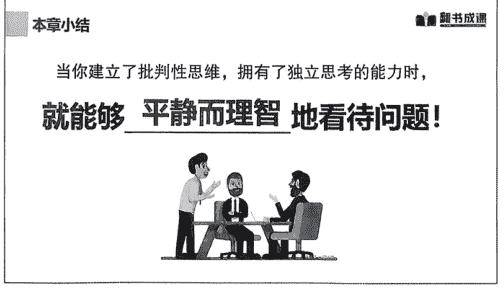 本章小结
翻书成课
当你建立了批判性思维，拥有了独立思考的能力时，
就能够 平静而理智 地看待问题！